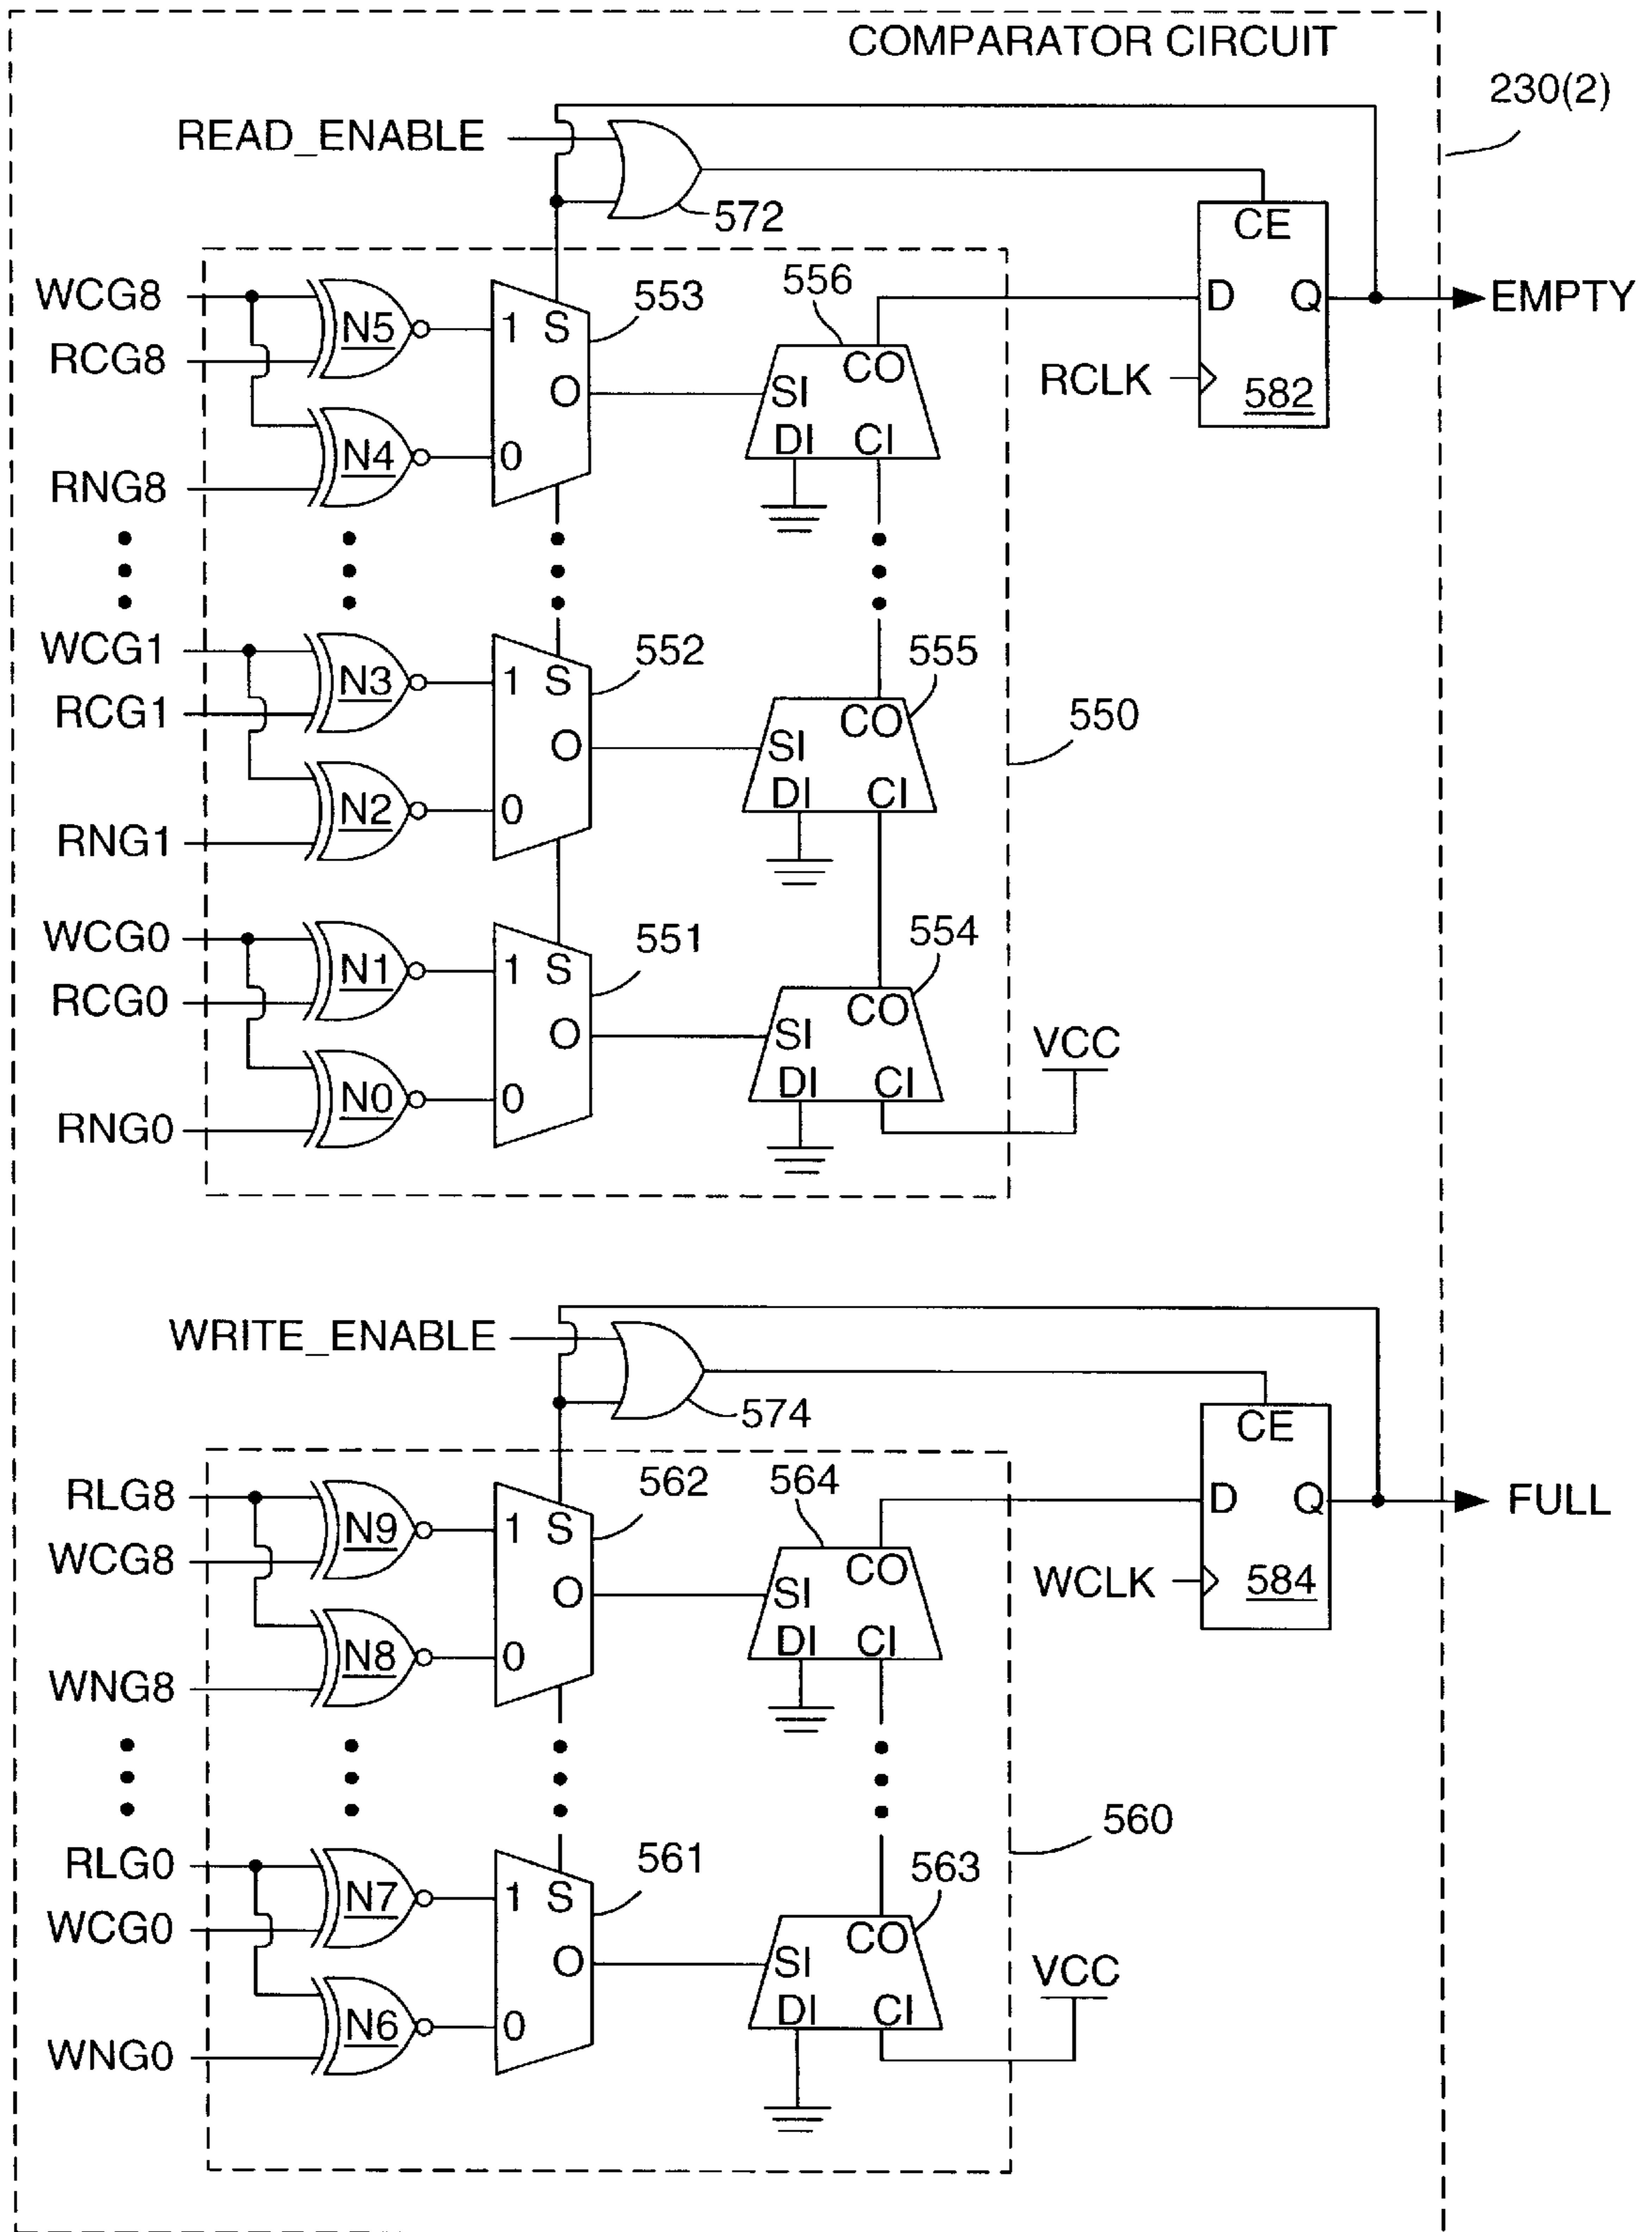 COMPARATOR CIRCUIT
230(2)
READ_ENABLE
572
CE
WCG8
N5
1 S
553
556
D Q
EMPTY
RCG8
CO
RCLK
O
SI
582
N4
0
DI CI
RNG8
WCG1
N3
1 S
552
555
RCG1
CO
550
O
SI
N2
0
DI CI
RNG1
WCG0
N1
1 S
551
554
RCG0
CO
O
SI
VCC
N0
0
DI CI
RNG0
WRITE_ENABLE
574
CE
RLG8
N9
1 S
562
564
D Q
FULL
WCG8
CO
WCLK
O
SI
584
N8
0
DI CI
WNG8
560
RLG0
N7
1 S
561
563
WCG0
CO
O
SI
VCC
N6
0
DI CI
WNG0